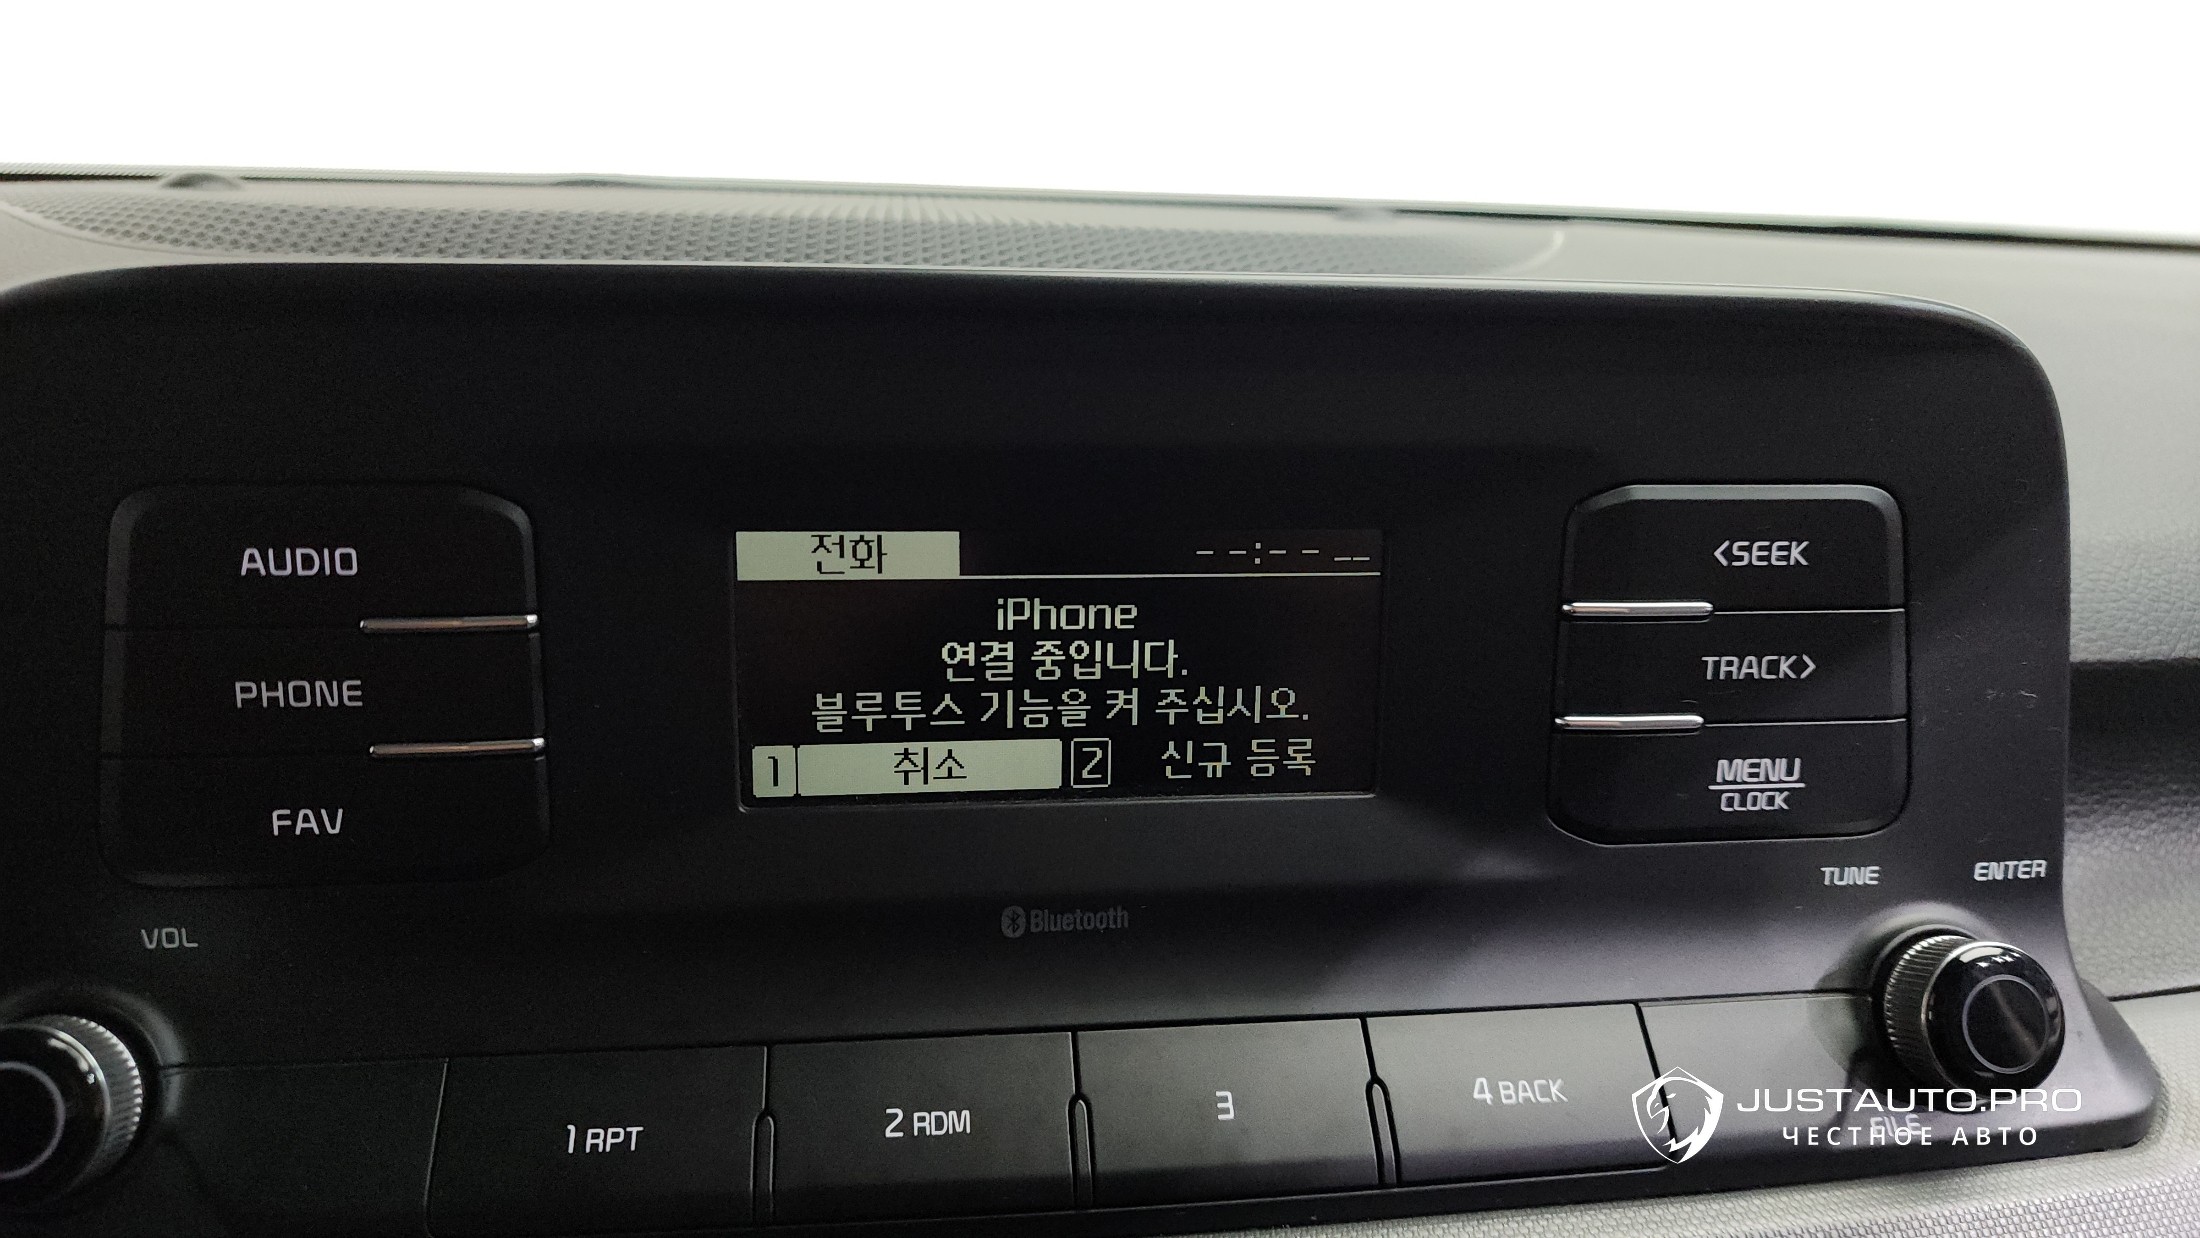 AUDIO
PHONE
FAV
VOL
전화 --:-- __
iPhone
연결 중입니다.
블루투스 기능을 켜 주십시오.
1 취소 2 신규 등록
Bluetooth
<SEEK
TRACK>
MENU
CLOCK
TUNE
ENTER
1 RPT
2 RDM
3
4 BACK
FILE
JUSTAUTO.PRO
ЧЕСТНОЕ АВТО